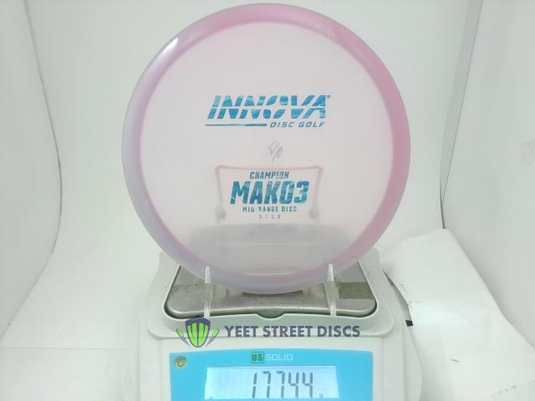 INNOVA
DISC GOLF
CHAMPION
MAKO3
MID-RANGE DISC
YEET STREET DISCS
US SOLID
177.44